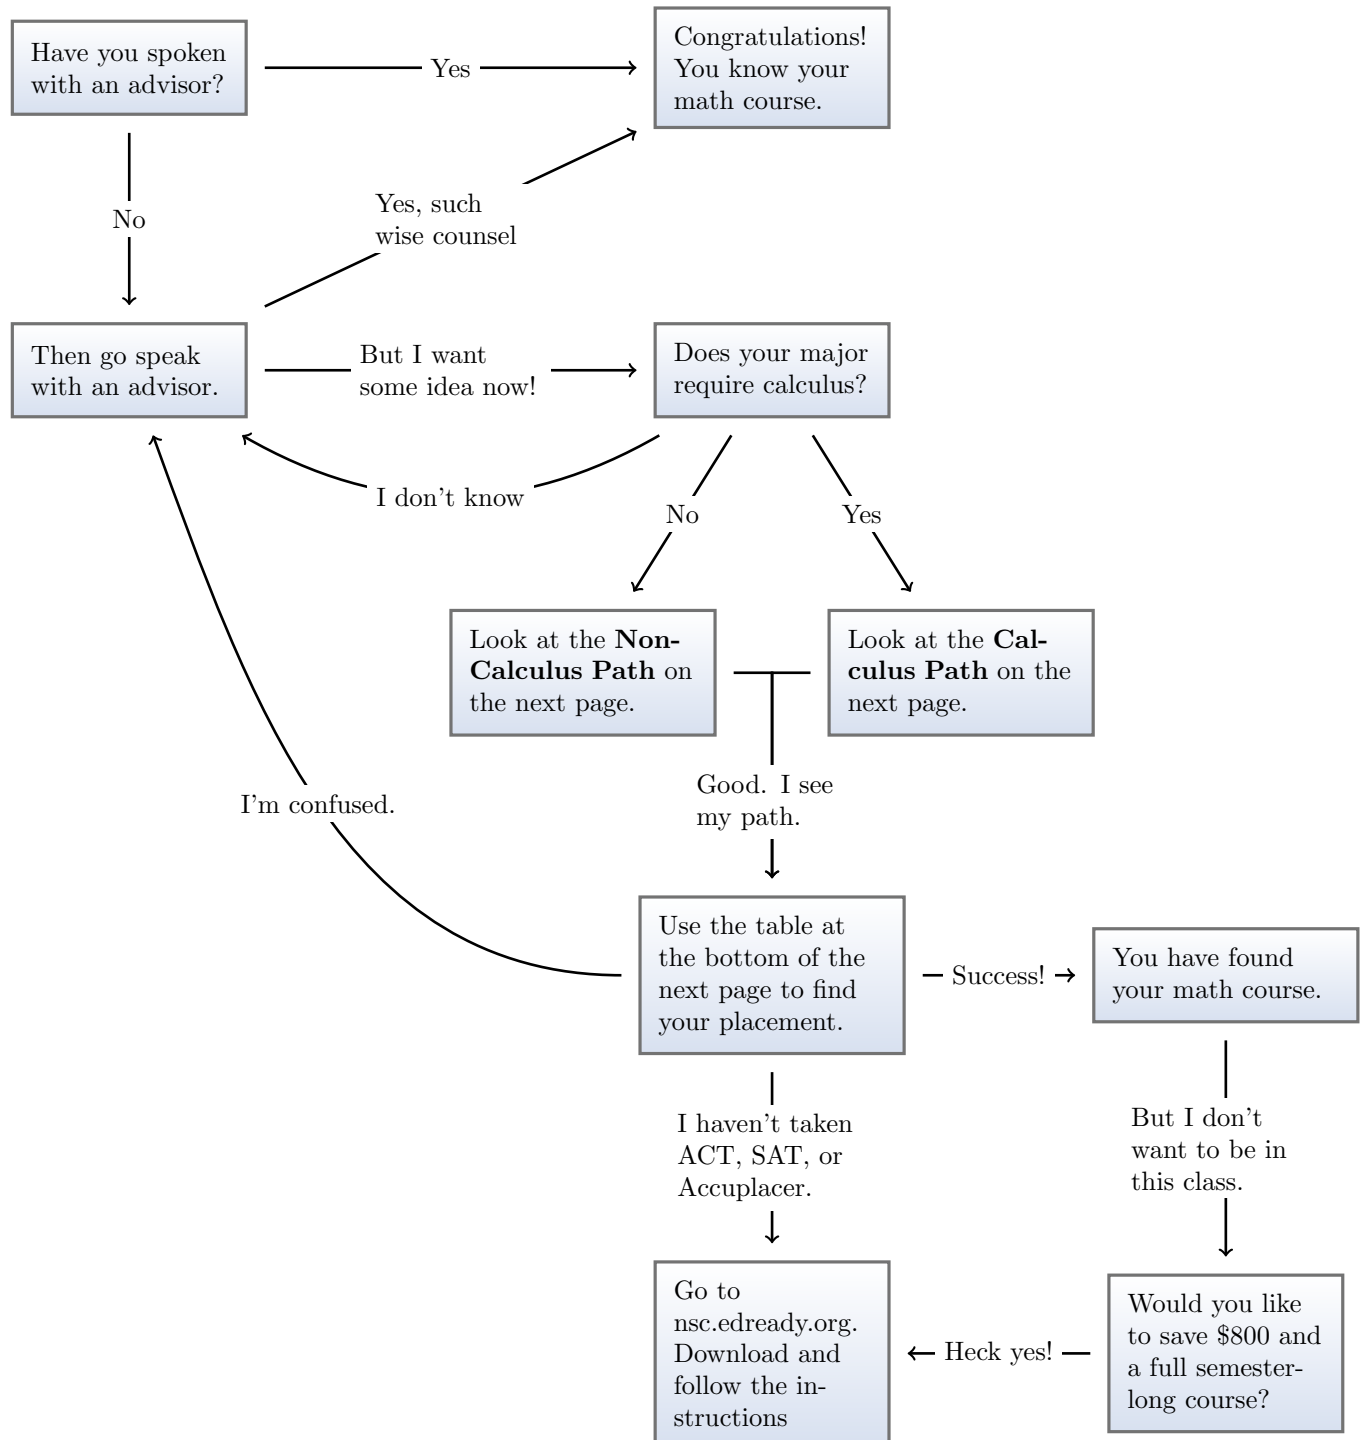 Have you spoken
with an advisor?
Yes
Congratulations!
You know your
math course.
No
Yes, such
wise counsel
Then go speak
with an advisor.
But I want
some idea now!
Does your major
require calculus?
I don't know
No
Yes
Look at the Non-
Calculus Path on
the next page.
Look at the Cal-
culus Path on the
next page.
Good. I see
my path.
I'm confused.
Use the table at
the bottom of the
next page to find
your placement.
Success!
You have found
your math course.
I haven't taken
ACT, SAT, or
Accuplacer.
But I don't
want to be in
this class.
Go to
nsc.edready.org.
Download and
follow the in-
structions
Heck yes!
Would you like
to save $800 and
a full semester-
long course?